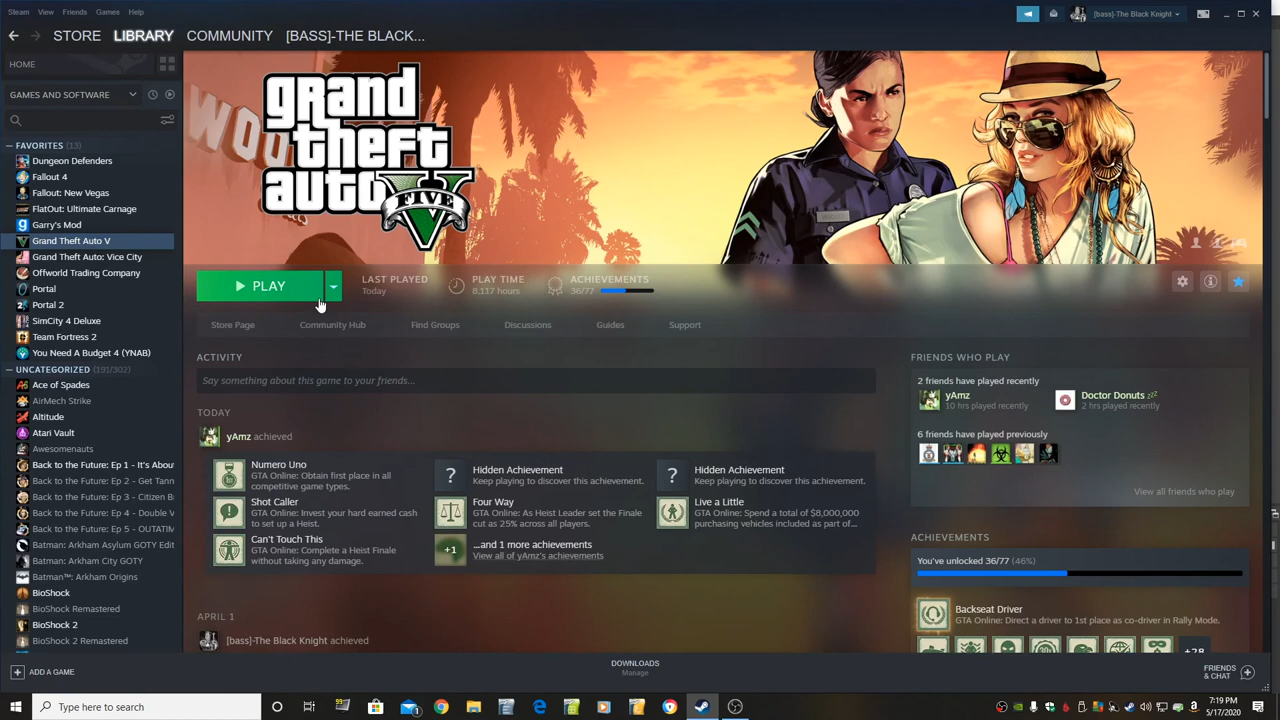 Steam View Friends Games Help
[bass]-The Black Knight
STORE LIBRARY COMMUNITY [BASS]-THE BLACK...
HOME
GAMES AND SOFTWARE
FAVORITES (13)
Dungeon Defenders
Fallout 4
Fallout: New Vegas
FlatOut: Ultimate Carnage
Garry's Mod
Grand Theft Auto V
Grand Theft Auto: Vice City
Offworld Trading Company
Portal
Portal 2
SimCity 4 Deluxe
Team Fortress 2
You Need A Budget 4 (YNAB)
UNCATEGORIZED (191/302)
Ace of Spades
AirMech Strike
Altitude
Atari Vault
Awesomenauts
Back to the Future: Ep 1 - It's Abou
Back to the Future: Ep 2 - Get Tann
Back to the Future: Ep 3 - Citizen B
Back to the Future: Ep 4 - Double V
Back to the Future: Ep 5 - OUTATIM
Batman: Arkham Asylum GOTY Edit
Batman: Arkham City GOTY
Batman™: Arkham Origins
BioShock
BioShock Remastered
BioShock 2
BioShock 2 Remastered
WOO
grand
theft
auto V
FIVE
PLAY
LAST PLAYED
Today
PLAY TIME
8,117 hours
ACHIEVEMENTS
36/77
Store Page Community Hub Find Groups Discussions Guides Support
ACTIVITY
Say something about this game to your friends...
TODAY
yAmz achieved
Numero Uno
GTA Online: Obtain first place in all
competitive game types.
Hidden Achievement
Keep playing to discover this achievement.
Hidden Achievement
Keep playing to discover this achievement.
Shot Caller
GTA Online: Invest your hard earned cash
to set up a Heist.
Four Way
GTA Online: As Heist Leader set the Finale
cut as 25% across all players.
Live a Little
GTA Online: Spend a total of $8,000,000
purchasing vehicles included as part of...
Can't Touch This
GTA Online: Complete a Heist Finale
without taking any damage.
+1
...and 1 more achievements
View all of yAmz's achievements
APRIL 1
[bass]-The Black Knight achieved
FRIENDS WHO PLAY
2 friends have played recently
yAmz
10 hrs played recently
Doctor Donuts zzz
2 hrs played recently
6 friends have played previously
View all friends who play
ACHIEVEMENTS
You've unlocked 36/77 (46%)
Backseat Driver
GTA Online: Direct a driver to 1st place as co-driver in Rally Mode.
+28
ADD A GAME
DOWNLOADS
Manage
FRIENDS
& CHAT
Type here to search
7:19 PM
5/17/2020